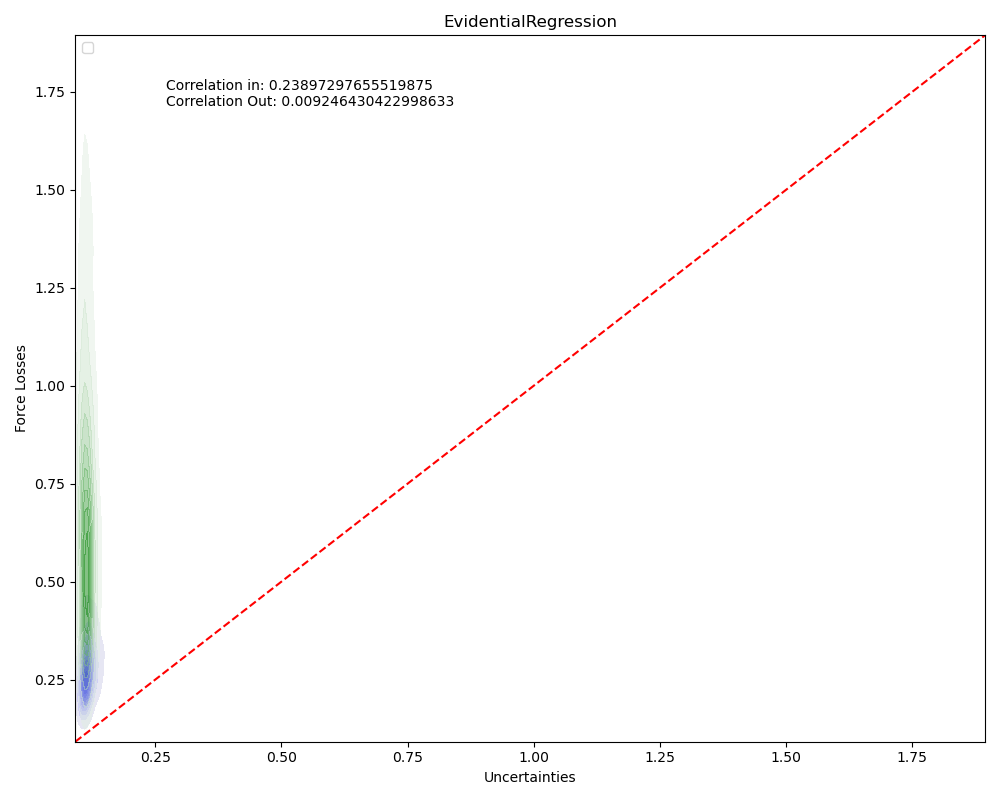 EvidentialRegression
Correlation in: 0.23897297655519875
Correlation Out: 0.009246430422998633
1.75
1.50
1.25
1.00
0.75
0.50
0.25
Force Losses
0.25
0.50
0.75
1.00
1.25
1.50
1.75
Uncertainties